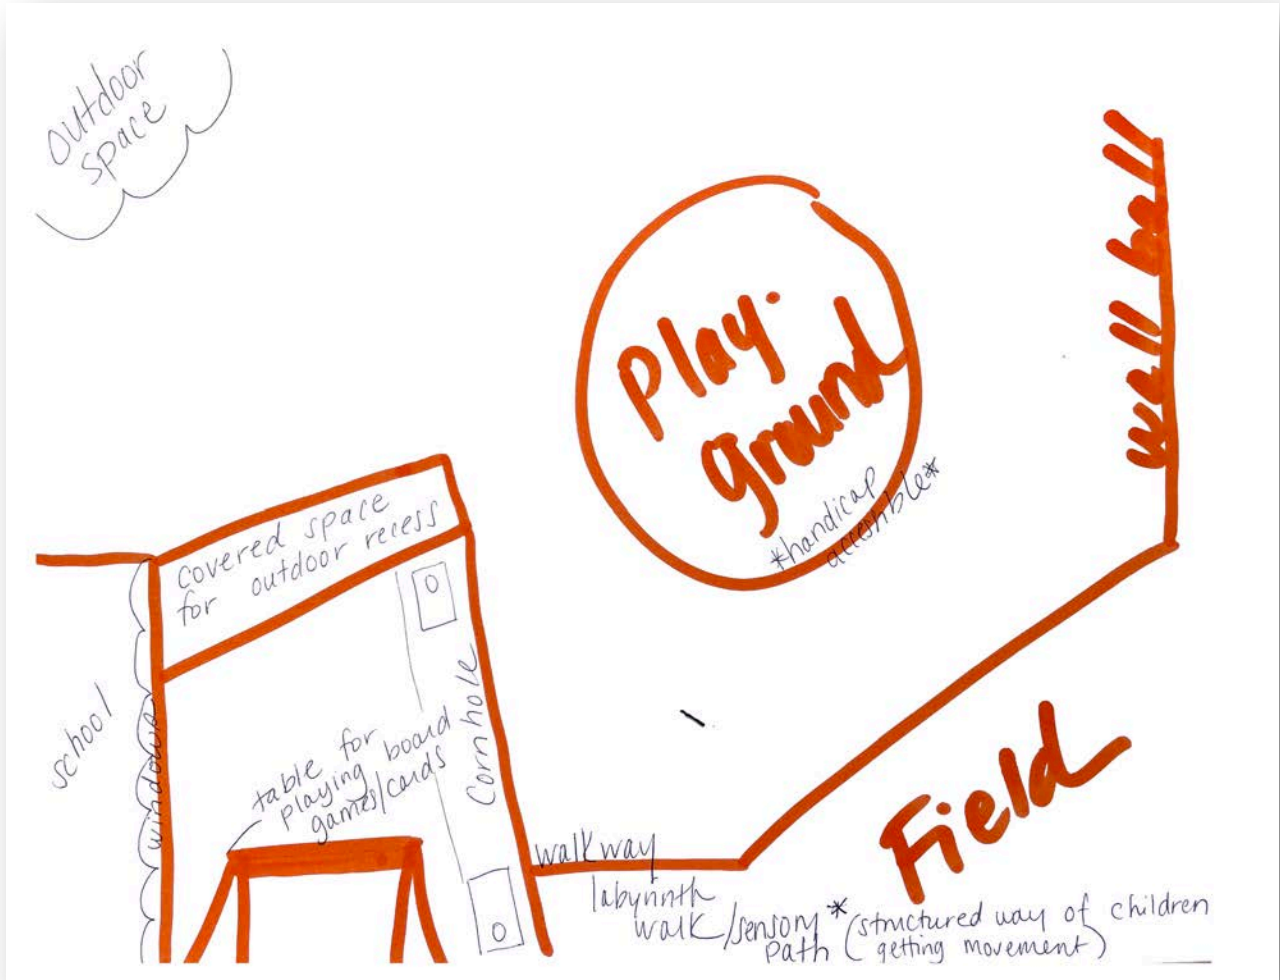 outdoor
space
Play-
ground
*handicap
accessible*
wall ball
covered space
for outdoor recess
school
windows
table for
playing board
games/cards
Cornhole
walkway
labyrinth
walk/sensory * (structured way of children
path getting movement)
Field